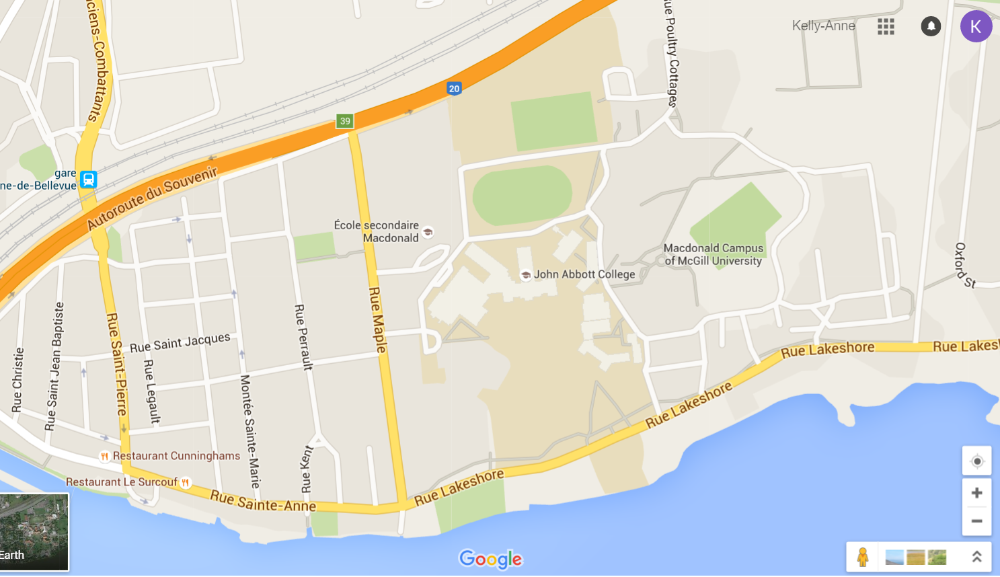 ciens-Combattants
ue Poultry Cottages
Kelly-Anne
K
20
39
gare
ne-de-Bellevue
Autoroute du Souvenir
École secondaire
Macdonald
Macdonald Campus
of McGill University
John Abbott College
Oxford St
Rue Maple
Rue Perrault
Rue Saint Jean Baptiste
Rue Saint-Pierre
Rue Saint Jacques
Rue Christie
Rue Legault
Montée Sainte-Marie
Rue Lakeshore
Rue Lakes
Rue Lakeshore
Restaurant Cunninghams
Rue Kent
Restaurant Le Surcouf
Rue Lakeshore
Rue Sainte-Anne
Earth
Google